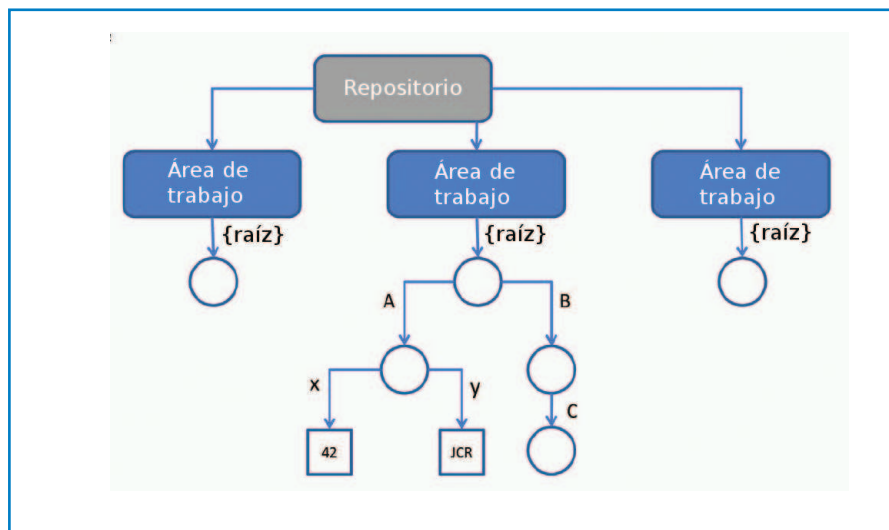 Repositorio
Área de
trabajo
Área de
trabajo
Área de
trabajo
{raíz}
{raíz}
{raíz}
A
B
x
y
C
42
JCR